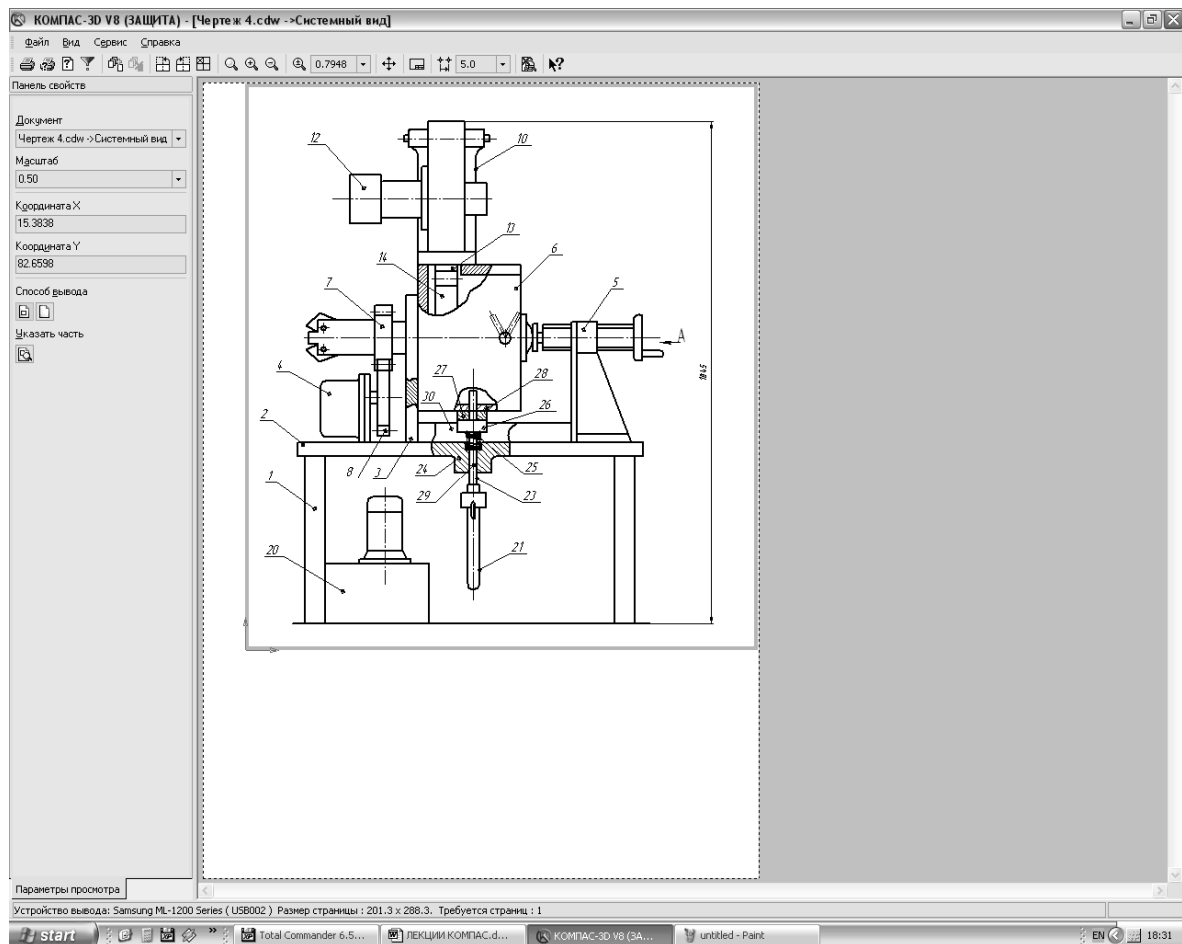 КОМПАС-3D V8 (ЗАЩИТА) - [Чертеж 4.cdw ->Системный вид]
Файл Вид Сервис Справка
0.7948 5.0
Панель свойств
Документ
Чертеж 4.cdw ->Системный вид
Масштаб
0.50
Координата X
15.3838
Координата Y
82.6598
Способ вывода
Указать часть
12
10
13
6
14
7
5
A
1845
4
27
28
30
26
2
8
3
24
25
1
29
23
20
21
Параметры просмотра
Устройство вывода: Samsung ML-1200 Series ( USB002 ) Размер страницы : 201.3 x 288.3. Требуется страниц : 1
start
Total Commander 6.5...
ЛЕКЦИИ КОМПАС.d...
КОМПАС-3D V8 (ЗА...
untitled - Paint
EN
18:31